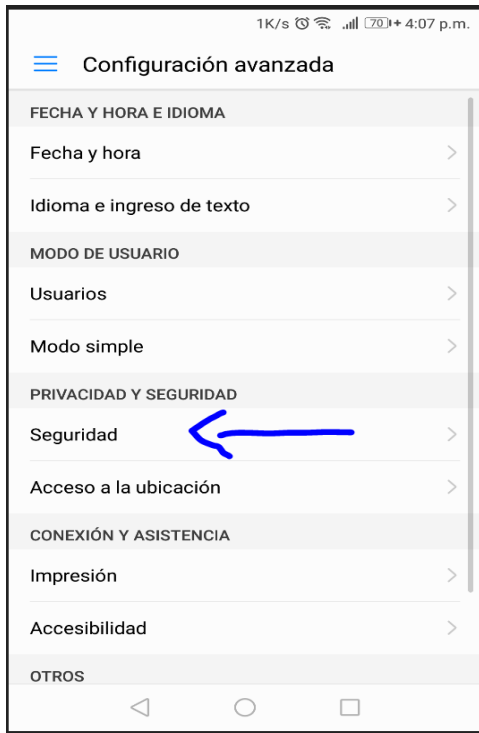 1K/s 70 4:07 p.m.
Configuración avanzada
FECHA Y HORA E IDIOMA
Fecha y hora
Idioma e ingreso de texto
MODO DE USUARIO
Usuarios
Modo simple
PRIVACIDAD Y SEGURIDAD
Seguridad
Acceso a la ubicación
CONEXIÓN Y ASISTENCIA
Impresión
Accesibilidad
OTROS